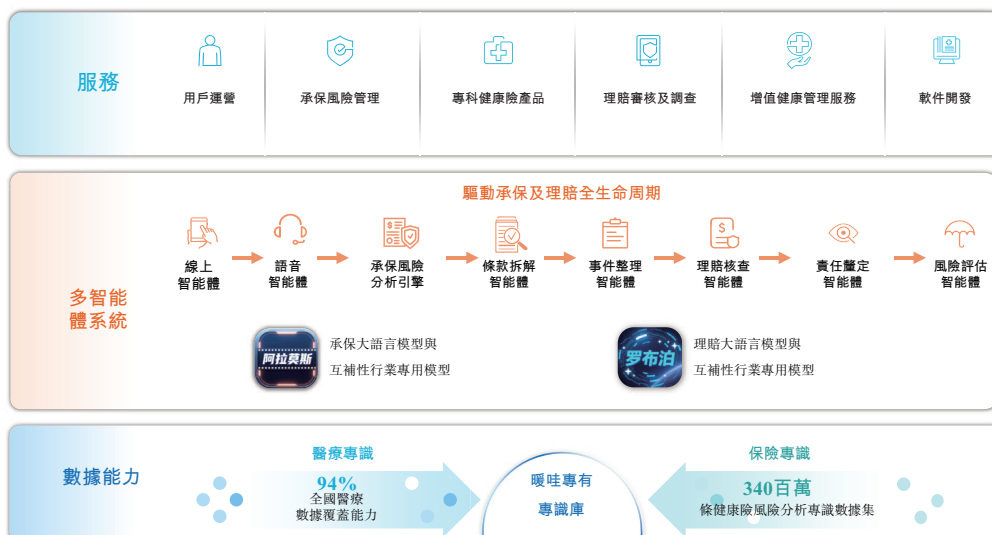 服務
用戶運營
承保風險管理
專科健康險產品
理賠審核及調查
增值健康管理服務
軟件開發
驅動承保及理賠全生命周期
線上
智能體
語音
智能體
承保風險
分析引擎
條款拆解
智能體
事件整理
智能體
理賠核查
智能體
責任釐定
智能體
風險評估
智能體
多智能
體系統
阿拉莫斯
承保大語言模型與
互補性行業專用模型
罗布泊
理賠大語言模型與
互補性行業專用模型
數據能力
醫療專識
94%
全國醫療
數據覆蓋能力
暖哇專有
專識庫
保險專識
340百萬
條健康險風險分析專識數據集